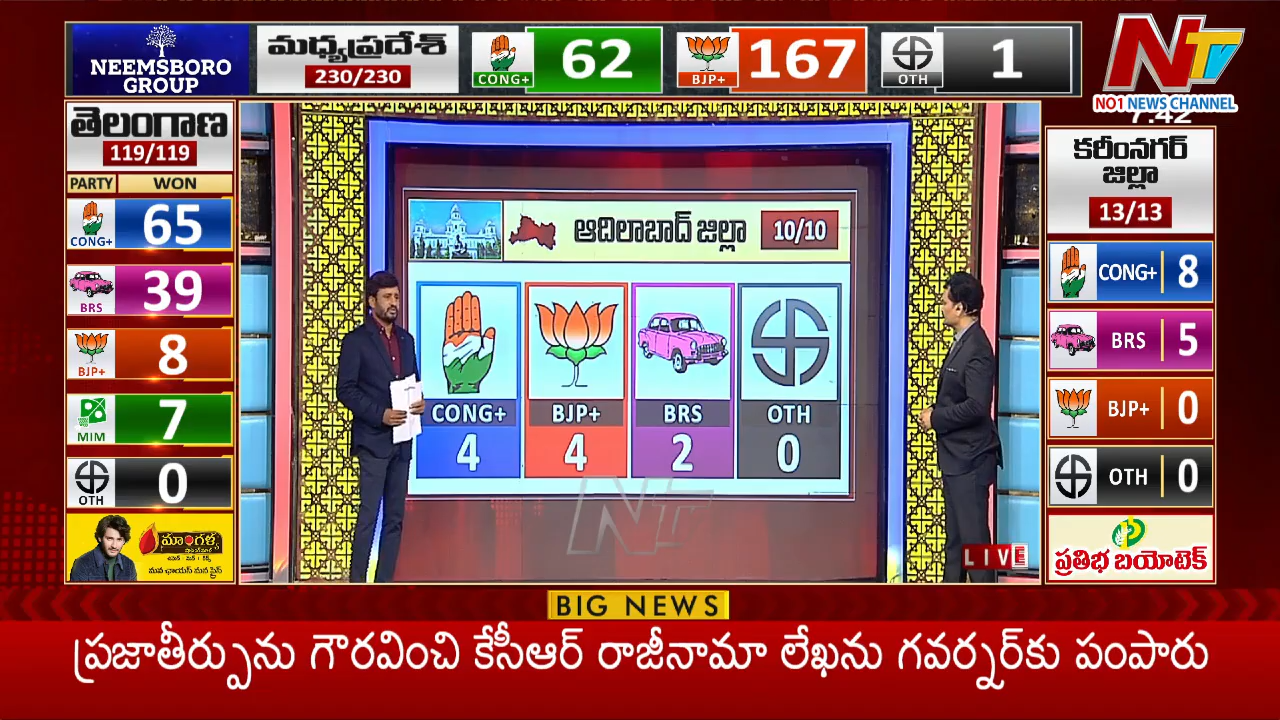 NEEMSBORO
GROUP
మధ్యప్రదేశ్
230/230
CONG+
62
BJP+
167
OTH
1
NTV
NO1 NEWS CHANNEL
7:42
తెలంగాణ
119/119
PARTY WON
CONG+
65
BRS
39
BJP+
8
MIM
7
OTH
0
మాంగళ్య
ఆదిలాబాద్ జిల్లా 10/10
CONG+ BJP+ BRS OTH
4 4 2 0
NTV
LIVE
కరీంనగర్
జిల్లా
13/13
CONG+ 8
BRS 5
BJP+ 0
OTH 0
ప్రతిభ బయోటెక్
BIG NEWS
ప్రజాతీర్పును గౌరవించి కేసీఆర్ రాజీనామా లేఖను గవర్నర్‌కు పంపారు